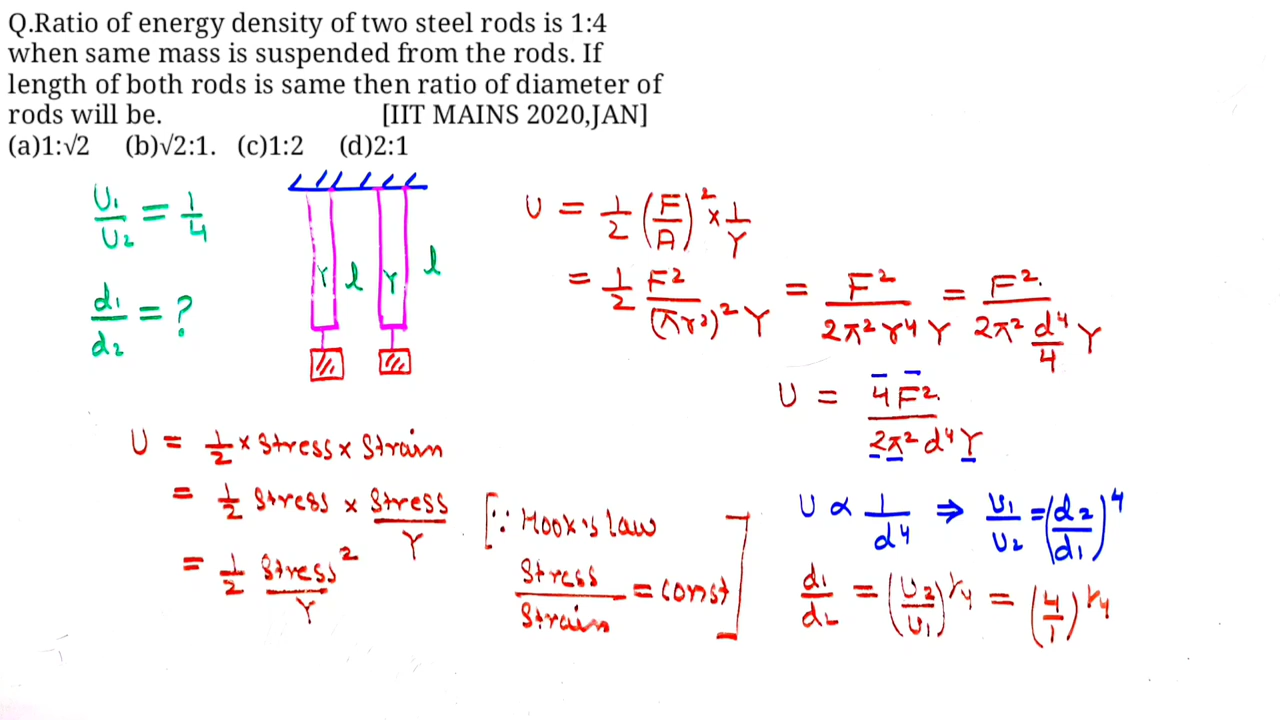 Q.Ratio of energy density of two steel rods is 1:4
when same mass is suspended from the rods. If
length of both rods is same then ratio of diameter of
rods will be. [IIT MAINS 2020,JAN]
(a)1:√2 (b)√2:1. (c)1:2 (d)2:1
U₁/U₂ = 1/4
d₁/d₂ = ?
Y l Y l
U = 1/2 × Stress × Strain
= 1/2 Stress × Stress/Y
= 1/2 Stress²/Y
[∵ Hook's law
Stress/Strain = const]
U = 1/2 (F/A)² × 1/Y
= 1/2 F²/(πr²)² Y = F²/2π² r⁴ Y = F²/2π² d⁴/4 Y
U = 4F²/2π² d⁴ Y
U ∝ 1/d⁴ ⇒ U₁/U₂ = (d₂/d₁)⁴
d₁/d₂ = (U₂/U₁)^1/4 = (4/1)^1/4